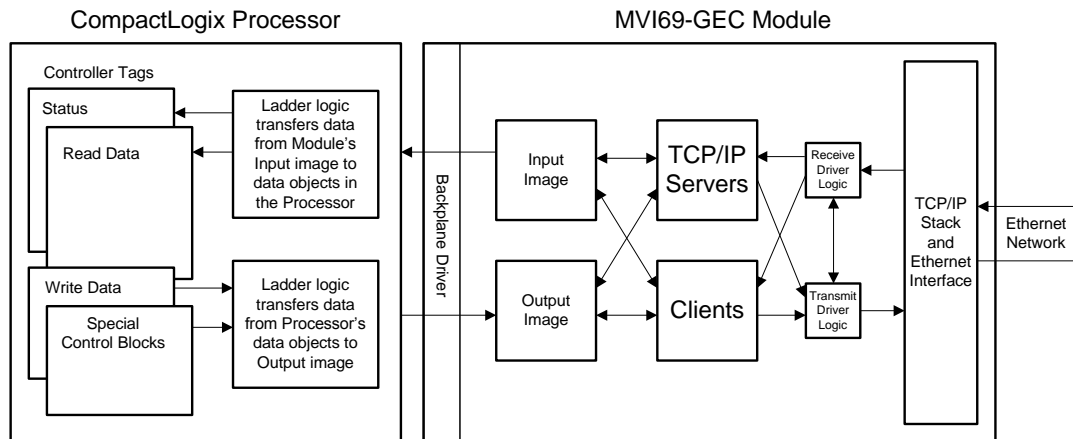 CompactLogix Processor
MVI69-GEC Module
Controller Tags
Status
Read Data
Ladder logic
transfers data
from Module's
Input image to
data objects in
the Processor
Write Data
Special
Control Blocks
Ladder logic
transfers data
from Processor's
data objects to
Output image
Backplane Driver
Input
Image
Output
Image
TCP/IP
Servers
Clients
Receive
Driver
Logic
Transmit
Driver
Logic
TCP/IP
Stack
and
Ethernet
Interface
Ethernet
Network